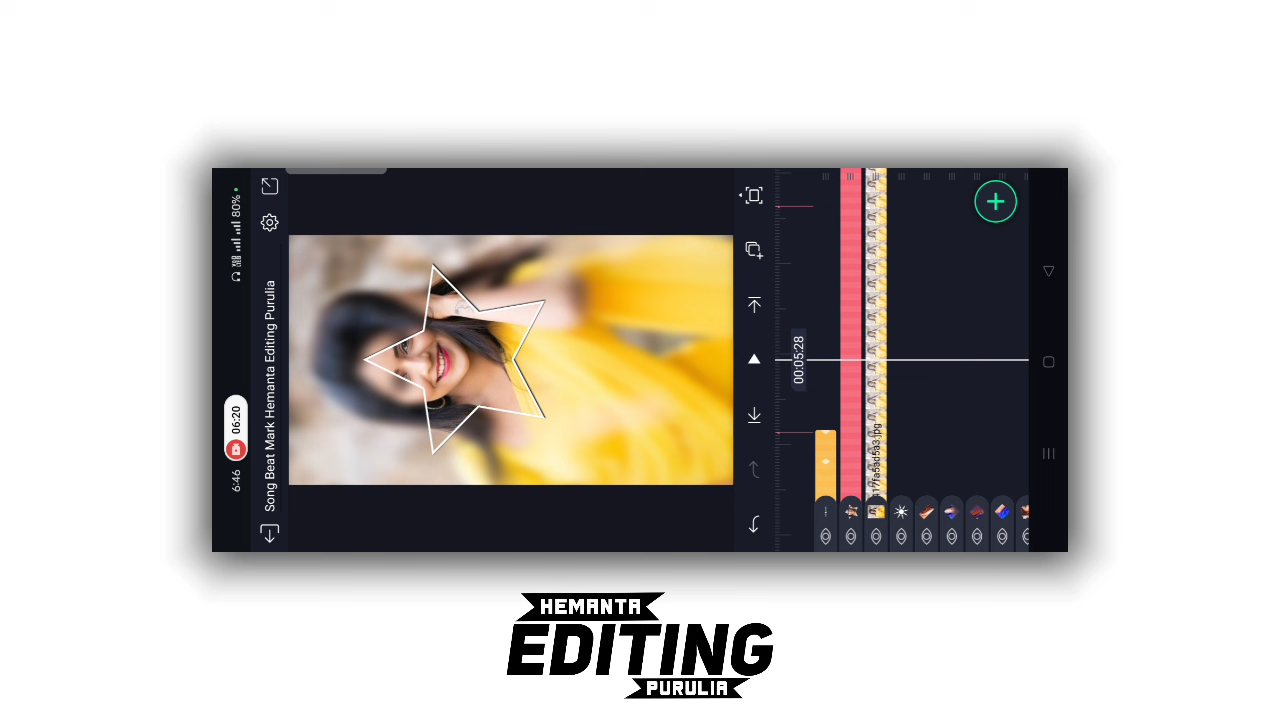 6:46
06:20
80%
Song Beat Mark Hemanta Editing Purulia
00:05:28
HEMANTA
EDITING
PURULIA